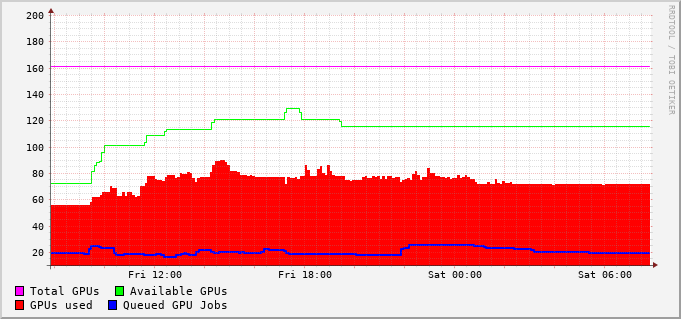 200
180
160
140
120
100
80
60
40
20
Fri 12:00 Fri 18:00 Sat 00:00 Sat 06:00
Total GPUs Available GPUs
GPUs used Queued GPU Jobs
RRDTOOL / TOBI OETIKER